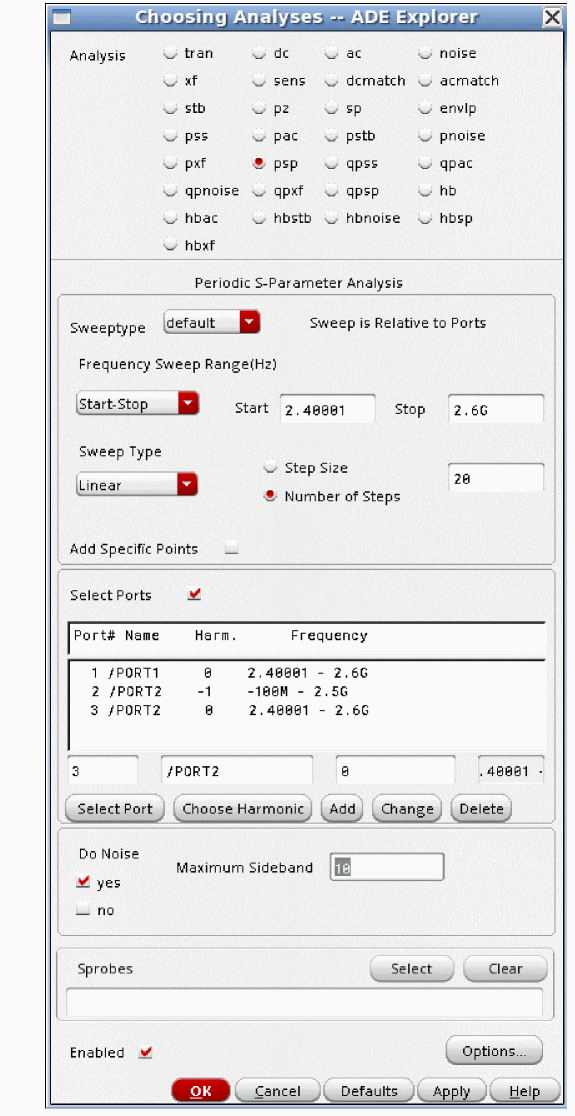 Choosing Analyses -- ADE Explorer
Analysis tran dc ac noise
xf sens dcmatch acmatch
stb pz sp envlp
pss pac pstb pnoise
pxf psp qpss qpac
qpnoise qpxf qpsp hb
hbac hbstb hbnoise hbsp
hbxf
Periodic S-Parameter Analysis
Sweeptype default Sweep is Relative to Ports
Frequency Sweep Range(Hz)
Start-Stop Start 2.40001 Stop 2.6G
Sweep Type
Linear
Step Size
Number of Steps
20
Add Specific Points
Select Ports
Port# Name Harm. Frequency
1 /PORT1 0 2.40001 - 2.6G
2 /PORT2 -1 -100M - 2.5G
3 /PORT2 0 2.40001 - 2.6G
3 /PORT2 0 .40001 -
Select Port Choose Harmonic Add Change Delete
Do Noise
Maximum Sideband 10
yes
no
Sprobes Select Clear
Enabled Options...
OK Cancel Defaults Apply Help